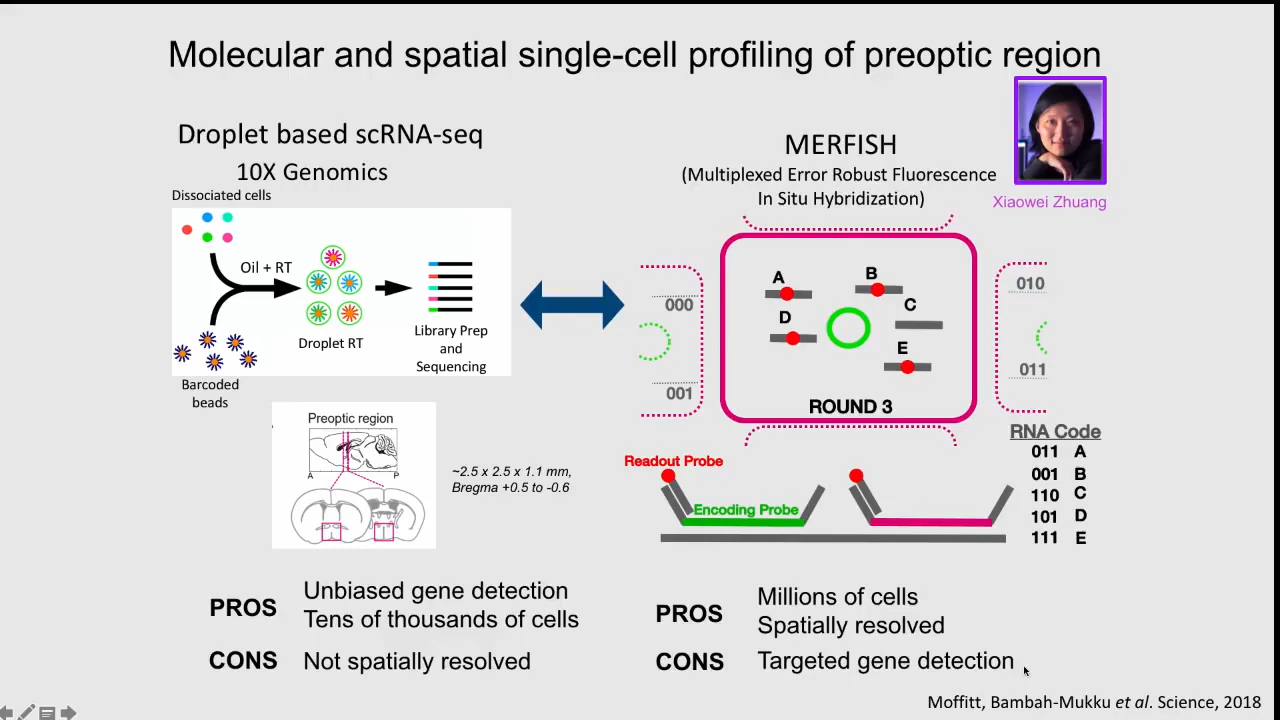 Molecular and spatial single-cell profiling of preoptic region
Droplet based scRNA-seq
10X Genomics
Dissociated cells
Oil + RT
Droplet RT
Library Prep
and
Sequencing
Barcoded
beads
Preoptic region
A
P
~2.5 x 2.5 x 1.1 mm,
Bregma +0.5 to -0.6
PROS
Unbiased gene detection
Tens of thousands of cells
CONS
Not spatially resolved
MERFISH
(Multiplexed Error Robust Fluorescence
In Situ Hybridization)
Xiaowei Zhuang
000
001
A
B
C
D
E
ROUND 3
010
011
Readout Probe
Encoding Probe
RNA Code
011 A
001 B
110 C
101 D
111 E
PROS
Millions of cells
Spatially resolved
CONS
Targeted gene detection
Moffitt, Bambah-Mukku et al. Science, 2018